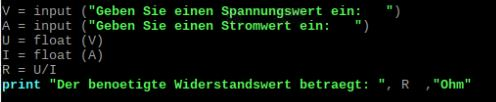 V = input ("Geben Sie einen Spannungswert ein:   ")
A = input ("Geben Sie einen Stromwert ein:   ")
U = float (V)
I = float (A)
R = U/I
print "Der benoetigte Widerstandswert betraegt: ", R  ,"Ohm"